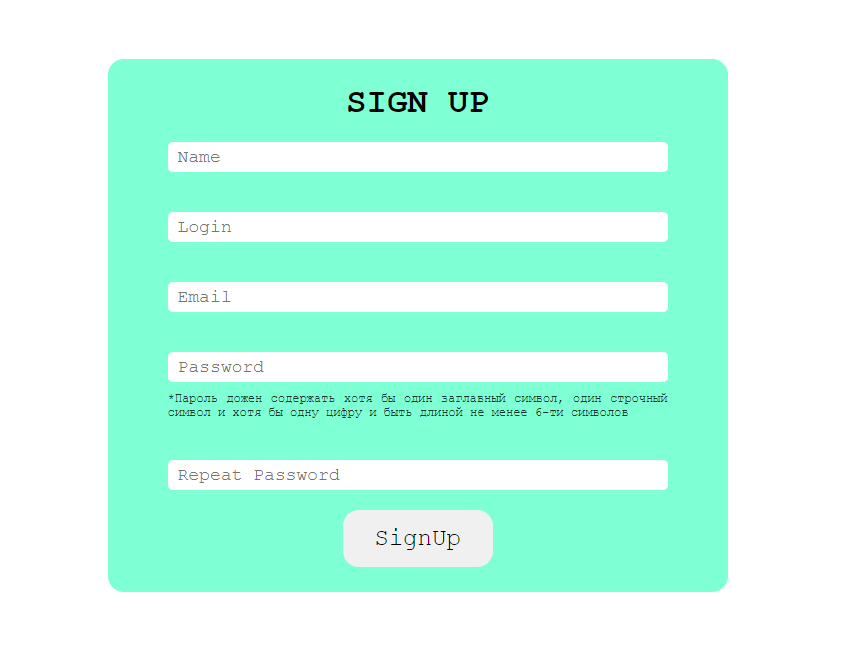 SIGN UP
Name
Login
Email
Password
*Пароль дожен содержать хотя бы один заглавный символ, один строчный
символ и хотя бы одну цифру и быть длиной не менее 6-ти символов
Repeat Password
SignUp